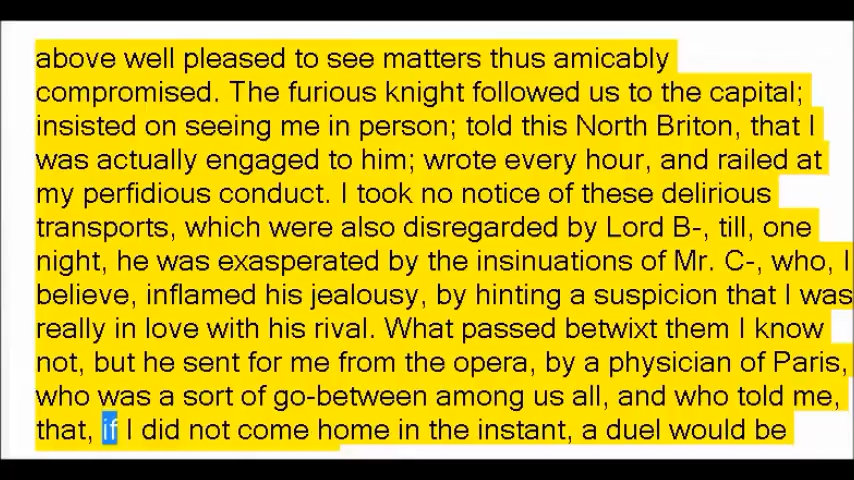 above well pleased to see matters thus amicably
compromised. The furious knight followed us to the capital;
insisted on seeing me in person; told this North Briton, that I
was actually engaged to him; wrote every hour, and railed at
my perfidious conduct. I took no notice of these delirious
transports, which were also disregarded by Lord B-, till, one
night, he was exasperated by the insinuations of Mr. C-, who, I
believe, inflamed his jealousy, by hinting a suspicion that I was
really in love with his rival. What passed betwixt them I know
not, but he sent for me from the opera, by a physician of Paris,
who was a sort of go-between among us all, and who told me,
that, if I did not come home in the instant, a duel would be